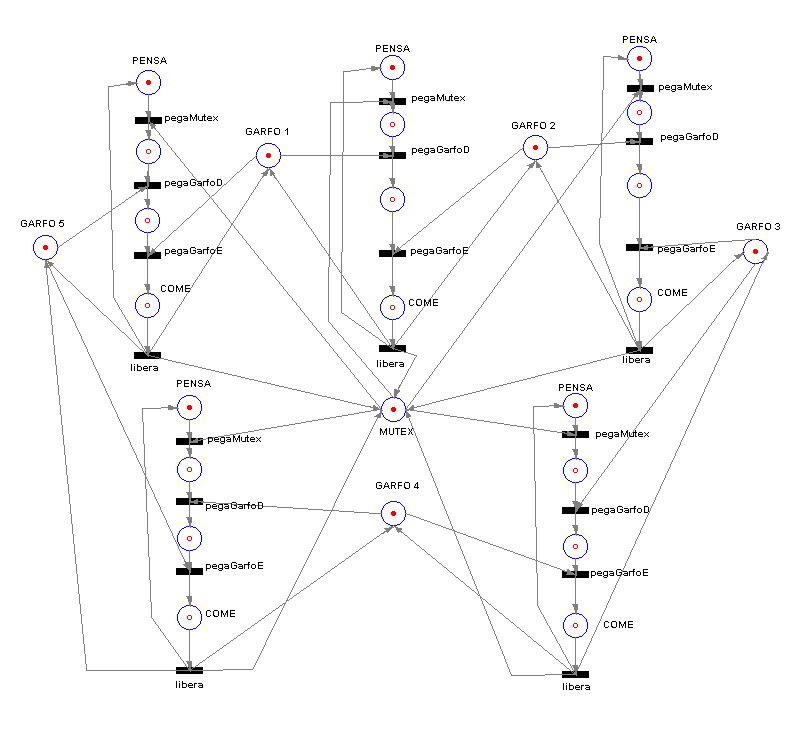 PENSA
PENSA
PENSA
pegaMutex
pegaMutex
GARFO 1
GARFO 2
pegaGarfoD
pegaGarfoD
pegaGarfoD
GARFO 5
GARFO 3
pegaGarfoE
pegaGarfoE
pegaGarfoE
COME
COME
COME
libera
libera
libera
PENSA
PENSA
MUTEX
pegaMutex
pegaMutex
GARFO 4
pegaGarfoD
pegaGarfoD
pegaGarfoE
pegaGarfoE
COME
COME
libera
libera